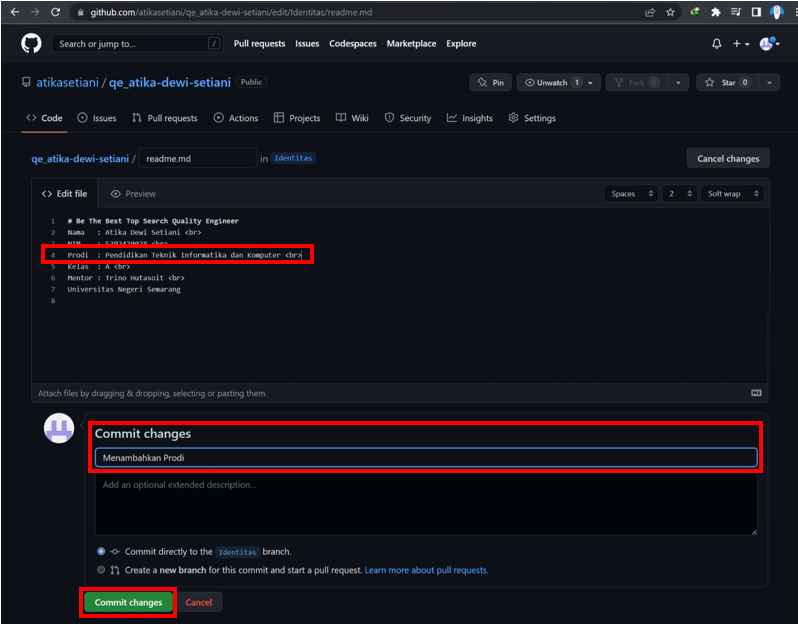 github.com/atikasetiani/qe_atika-dewi-setiani/edit/Identitas/readme.md
Search or jump to... / Pull requests Issues Codespaces Marketplace Explore
atikasetiani / qe_atika-dewi-setiani Public Pin Unwatch 1 Fork 0 Star 0
Code Issues Pull requests Actions Projects Wiki Security Insights Settings
qe_atika-dewi-setiani / readme.md in Identitas Cancel changes
Edit file Preview Spaces 2 Soft wrap
1 # Be The Best Top Search Quality Engineer
2 Nama : Atika Dewi Setiani <br>
3 NIM : 5302420028 <br>
4 Prodi : Pendidikan Teknik Informatika dan Komputer <br>
5 Kelas : A <br>
6 Mentor : Trino Hutasoit <br>
7 Universitas Negeri Semarang
8
Attach files by dragging & dropping, selecting or pasting them.
Commit changes
Menambahkan Prodi
Add an optional extended description...
Commit directly to the Identitas branch.
Create a new branch for this commit and start a pull request. Learn more about pull requests.
Commit changes Cancel